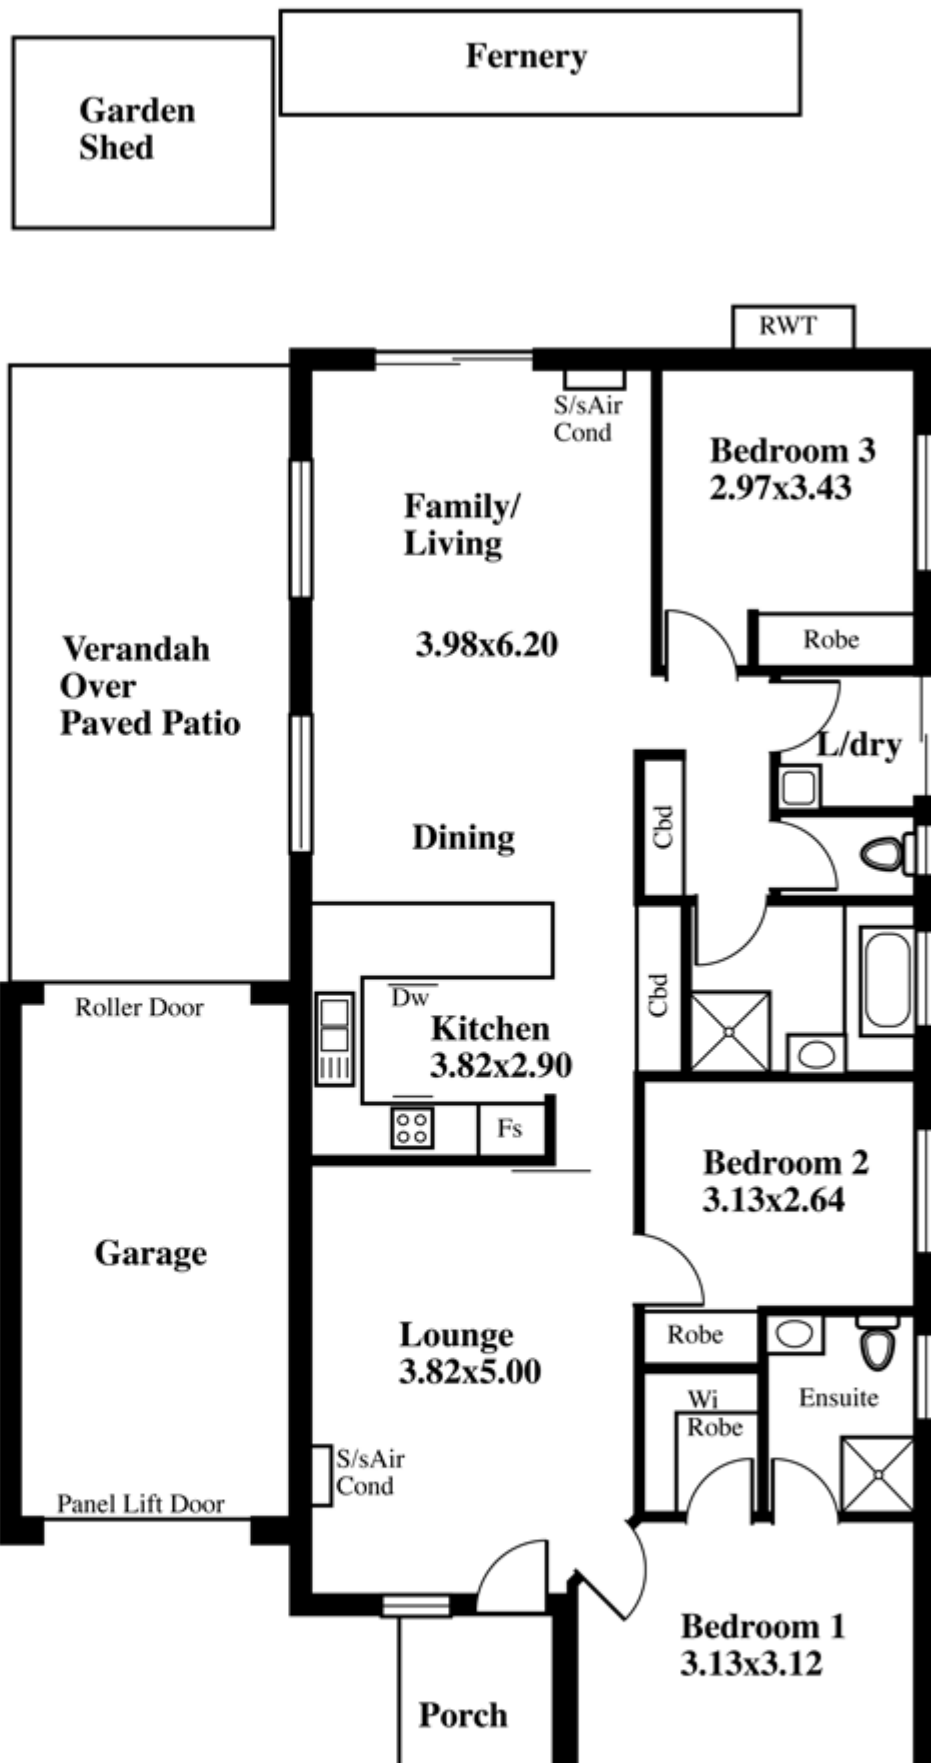 Fernery
Garden
Shed
RWT
S/sAir
Cond
Bedroom 3
2.97x3.43
Family/
Living
3.98x6.20
Robe
Verandah
Over
Paved Patio
L/dry
Cbd
Dining
Cbd
Roller Door
Dw
Kitchen
3.82x2.90
Fs
Bedroom 2
3.13x2.64
Garage
Lounge
3.82x5.00
Robe
Wi
Robe
Ensuite
S/sAir
Cond
Panel Lift Door
Bedroom 1
3.13x3.12
Porch